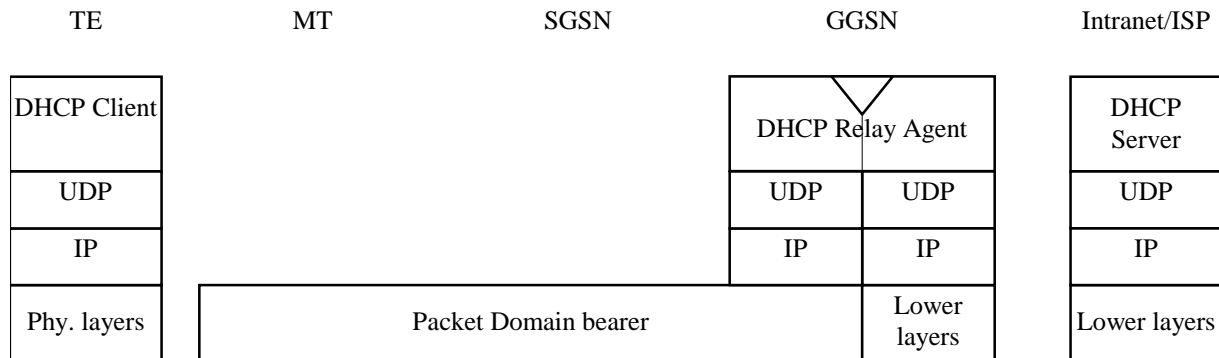 TE MT SGSN GGSN Intranet/ISP
DHCP Client
DHCP Relay Agent
DHCP
Server
UDP UDP UDP UDP
IP IP IP IP
Phy. layers Packet Domain bearer Lower
layers Lower layers